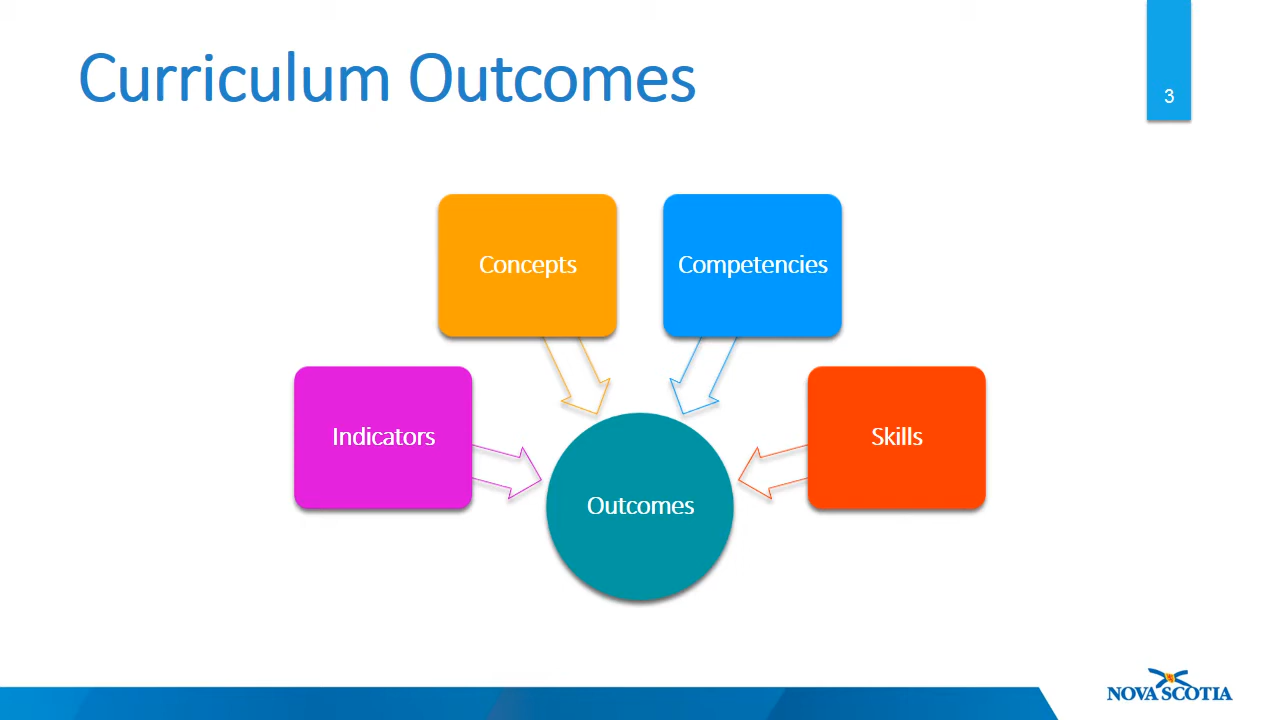 Curriculum Outcomes
3
Concepts
Competencies
Indicators
Skills
Outcomes
NOVA SCOTIA